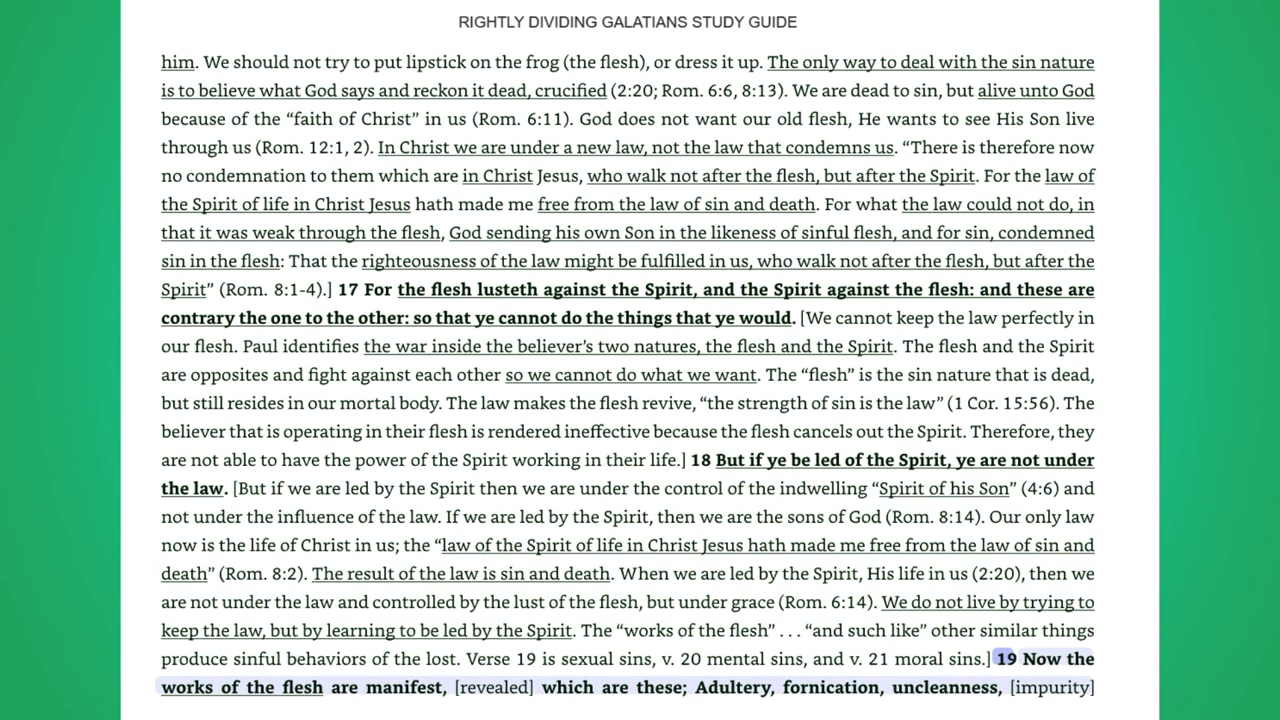 RIGHTLY DIVIDING GALATIANS STUDY GUIDE
him. We should not try to put lipstick on the frog (the flesh), or dress it up. The only way to deal with the sin nature
is to believe what God says and reckon it dead, crucified (2:20; Rom. 6:6, 8:13). We are dead to sin, but alive unto God
because of the “faith of Christ” in us (Rom. 6:11). God does not want our old flesh, He wants to see His Son live
through us (Rom. 12:1, 2). In Christ we are under a new law, not the law that condemns us. “There is therefore now
no condemnation to them which are in Christ Jesus, who walk not after the flesh, but after the Spirit. For the law of
the Spirit of life in Christ Jesus hath made me free from the law of sin and death. For what the law could not do, in
that it was weak through the flesh, God sending his own Son in the likeness of sinful flesh, and for sin, condemned
sin in the flesh: That the righteousness of the law might be fulfilled in us, who walk not after the flesh, but after the
Spirit” (Rom. 8:1-4).] 17 For the flesh lusteth against the Spirit, and the Spirit against the flesh: and these are
contrary the one to the other: so that ye cannot do the things that ye would. [We cannot keep the law perfectly in
our flesh. Paul identifies the war inside the believer’s two natures, the flesh and the Spirit. The flesh and the Spirit
are opposites and fight against each other so we cannot do what we want. The “flesh” is the sin nature that is dead,
but still resides in our mortal body. The law makes the flesh revive, “the strength of sin is the law” (1 Cor. 15:56). The
believer that is operating in their flesh is rendered ineffective because the flesh cancels out the Spirit. Therefore, they
are not able to have the power of the Spirit working in their life.] 18 But if ye be led of the Spirit, ye are not under
the law. [But if we are led by the Spirit then we are under the control of the indwelling “Spirit of his Son” (4:6) and
not under the influence of the law. If we are led by the Spirit, then we are the sons of God (Rom. 8:14). Our only law
now is the life of Christ in us; the “law of the Spirit of life in Christ Jesus hath made me free from the law of sin and
death” (Rom. 8:2). The result of the law is sin and death. When we are led by the Spirit, His life in us (2:20), then we
are not under the law and controlled by the lust of the flesh, but under grace (Rom. 6:14). We do not live by trying to
keep the law, but by learning to be led by the Spirit. The “works of the flesh” . . . “and such like” other similar things
produce sinful behaviors of the lost. Verse 19 is sexual sins, v. 20 mental sins, and v. 21 moral sins.] 19 Now the
works of the flesh are manifest, [revealed] which are these; Adultery, fornication, uncleanness, [impurity]